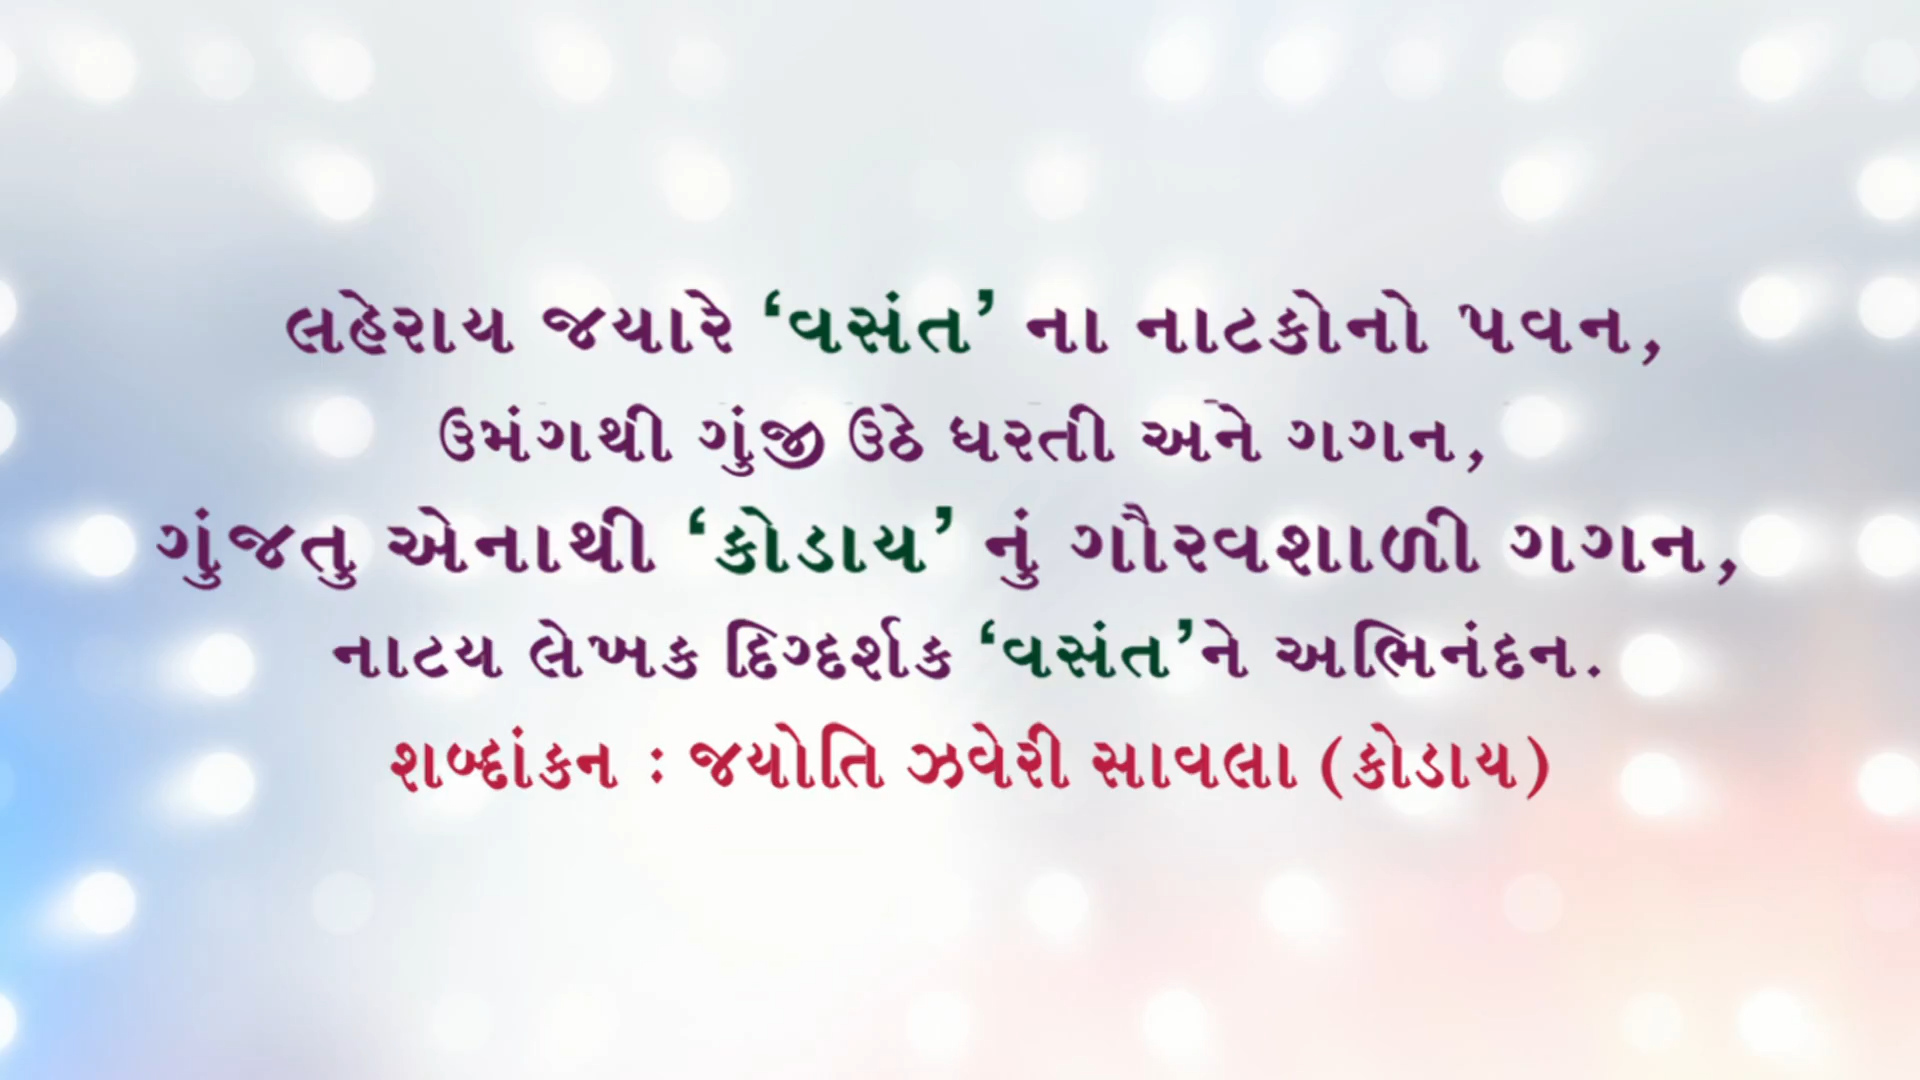 લહેરાય જયારે ‘વસંત’ ના નાટકોનો પવન,
ઉમંગથી ગુંજી ઉઠે ધરતી અને ગગન,
ગુંજતુ એનાથી ‘કોડાય’ નું ગૌરવશાળી ગગન,
નાટય લેખક દિગ્દર્શક ‘વસંત’ને અભિનંદન.
શબ્દાંકન : જયોતિ ઝવેરી સાવલા (કોડાય)